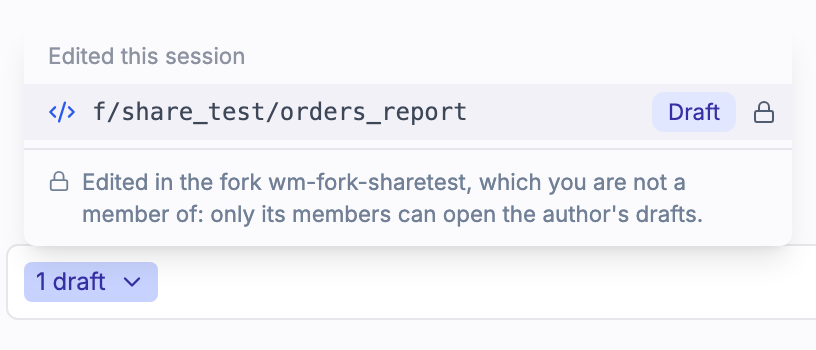 Edited this session
</> f/share_test/orders_report Draft
Edited in the fork wm-fork-sharetest, which you are not a
member of: only its members can open the author's drafts.
1 draft